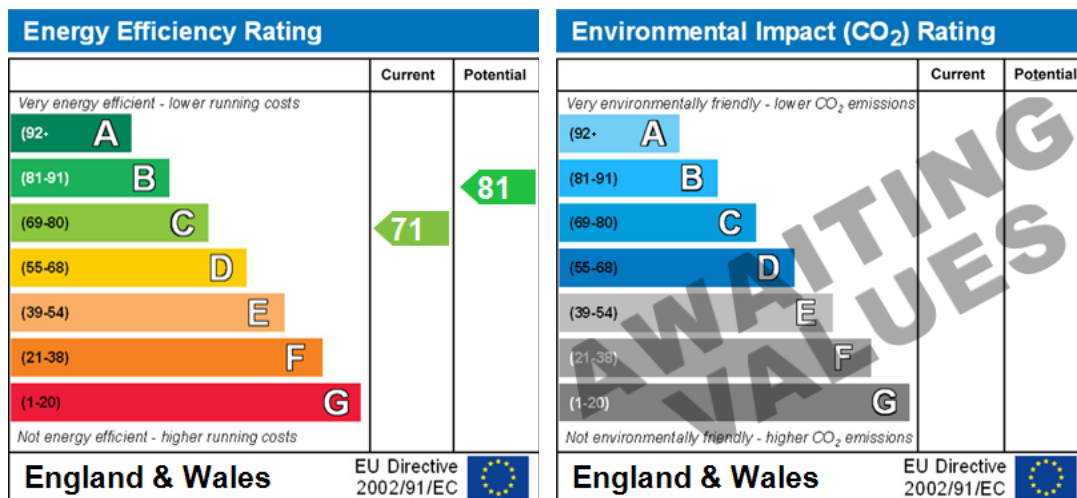 Energy Efficiency Rating
Current Potential
Very energy efficient - lower running costs
(92- A
(81-91) B
81
(69-80) C
71
(55-68) D
(39-54) E
(21-38) F
(1-20) G
Not energy efficient - higher running costs
England & Wales
EU Directive
2002/91/EC
Environmental Impact (CO₂) Rating
Current Potential
Very environmentally friendly - lower CO₂ emissions
(92- A
(81-91) B
(69-80) C
(55-68) D
(39-54) E
(21-38) F
(1-20) G
AWAITING
VALUES
Not environmentally friendly - higher CO₂ emissions
England & Wales
EU Directive
2002/91/EC